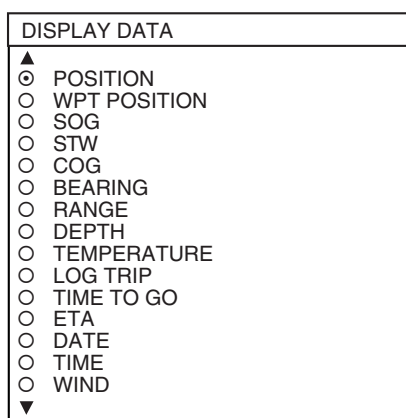 DISPLAY DATA
POSITION
WPT POSITION
SOG
STW
COG
BEARING
RANGE
DEPTH
TEMPERATURE
LOG TRIP
TIME TO GO
ETA
DATE
TIME
WIND